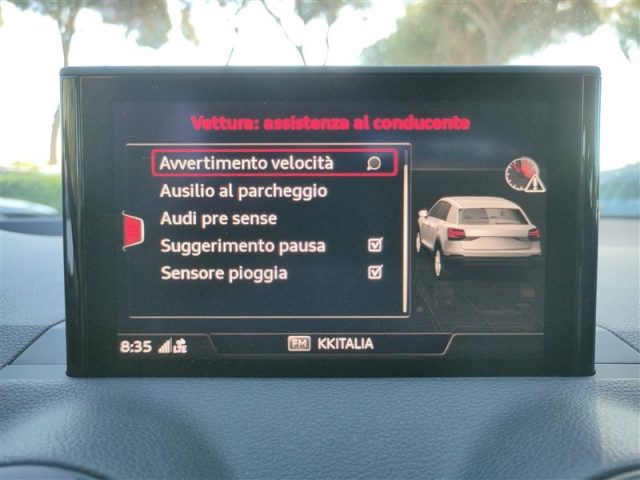 Vettura: assistenza al conducente
Avvertimento velocità
Ausilio al parcheggio
Audi pre sense
Suggerimento pausa
Sensore pioggia
8:35 LTE FM KKITALIA